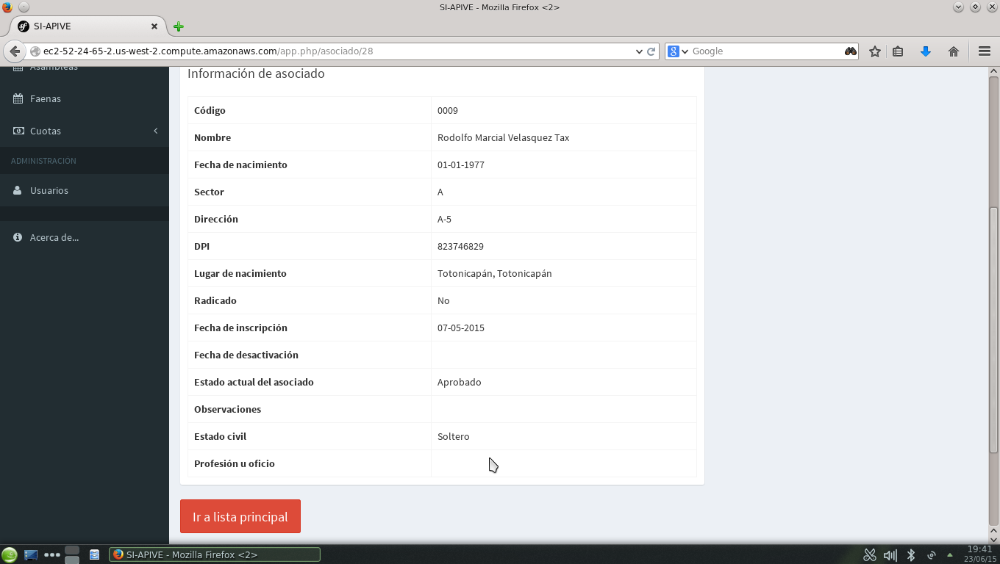 SI-APIVE - Mozilla Firefox <2>
SI-APIVE
ec2-52-24-65-2.us-west-2.compute.amazonaws.com/app.php/asociado/28
Google
Asambleas
Faenas
Cuotas
ADMINISTRACIÓN
Usuarios
Acerca de...
Información de asociado
Código 0009
Nombre Rodolfo Marcial Velasquez Tax
Fecha de nacimiento 01-01-1977
Sector A
Dirección A-5
DPI 823746829
Lugar de nacimiento Totonicapán, Totonicapán
Radicado No
Fecha de inscripción 07-05-2015
Fecha de desactivación
Estado actual del asociado Aprobado
Observaciones
Estado civil Soltero
Profesión u oficio
Ir a lista principal
SI-APIVE - Mozilla Firefox <2>
19:41
23/06/15